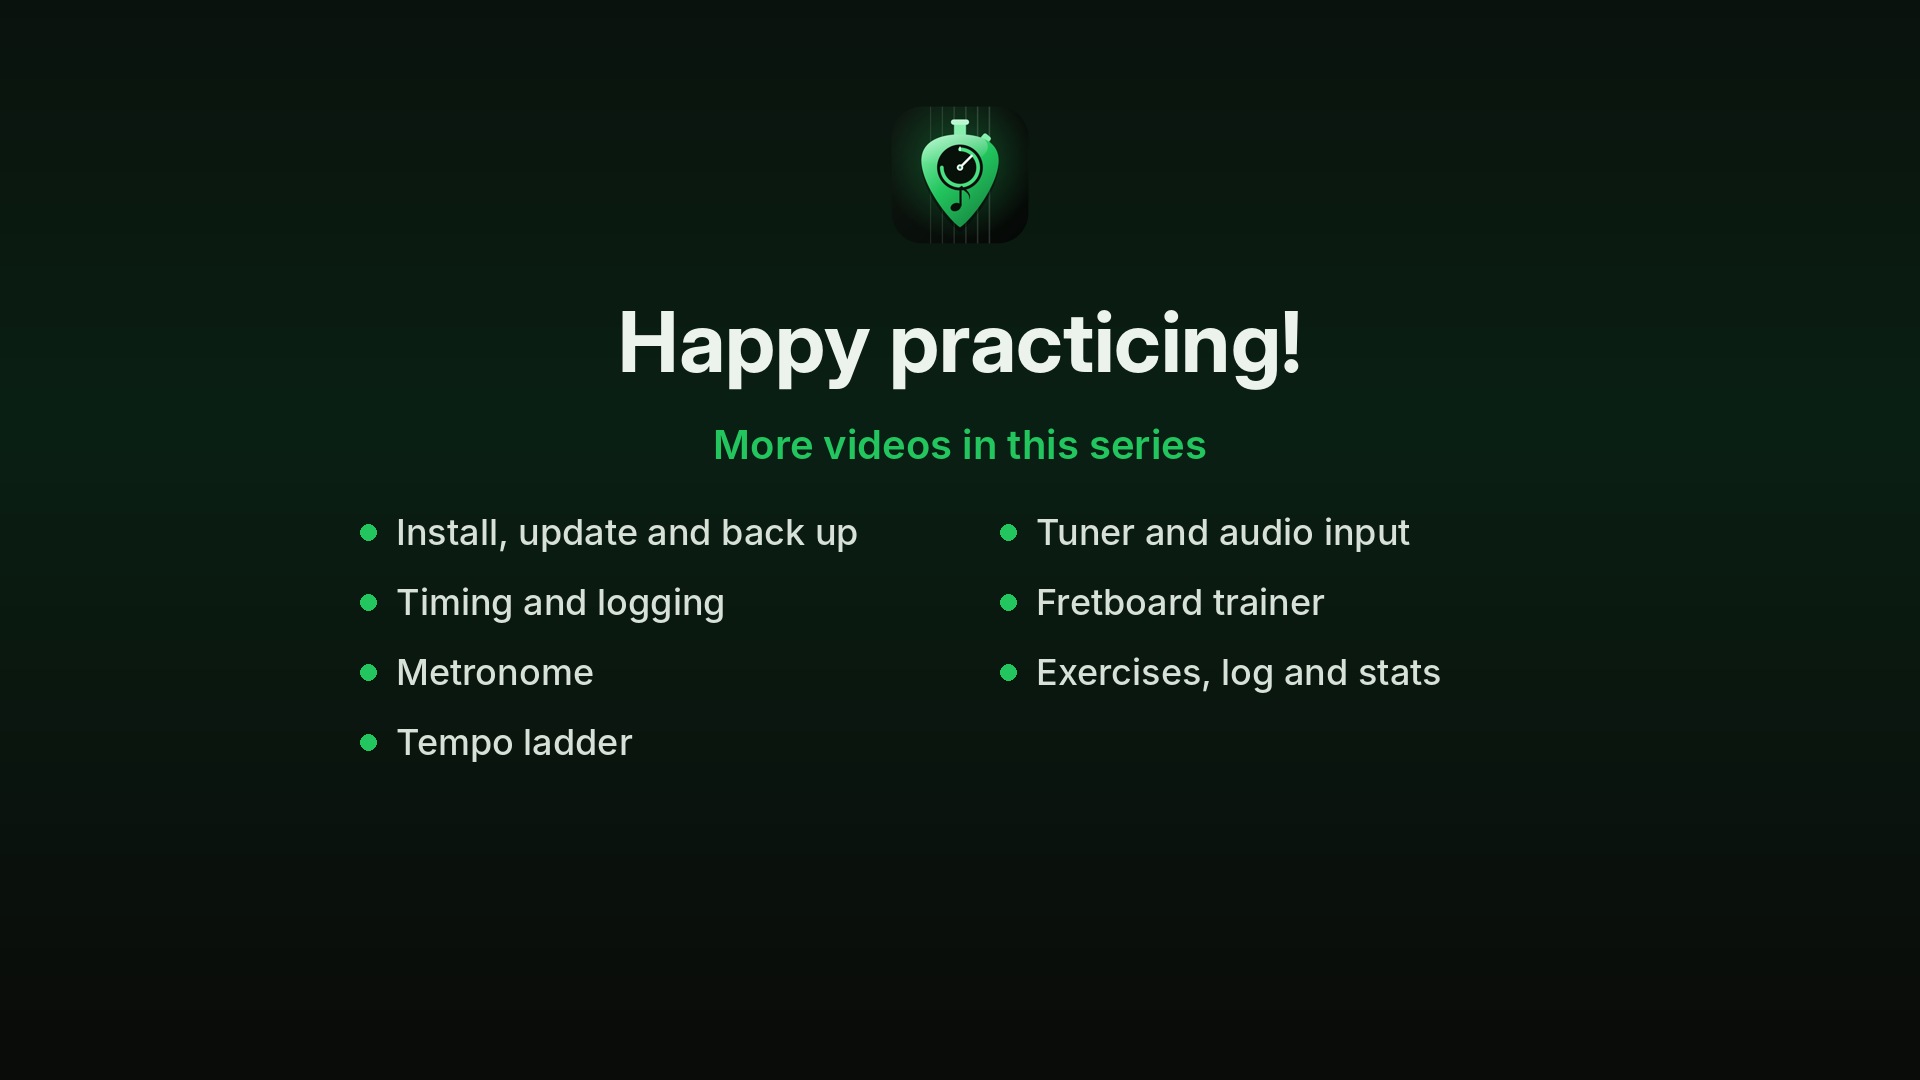 Happy practicing!
More videos in this series
Install, update and back up
Timing and logging
Metronome
Tempo ladder
Tuner and audio input
Fretboard trainer
Exercises, log and stats